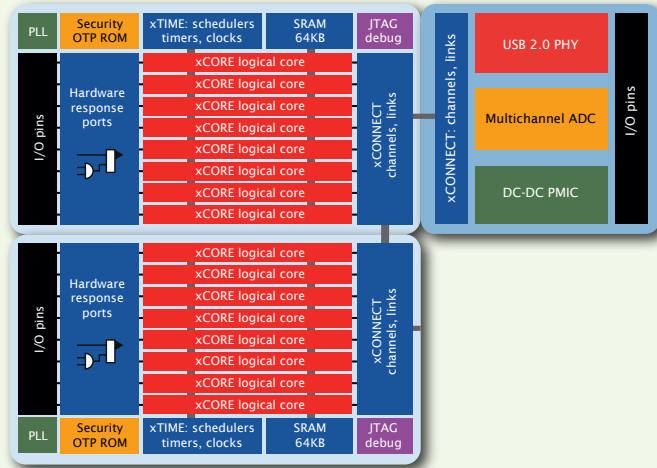 PLL
Security
OTP ROM
xTIME: schedulers
timers, clocks
SRAM
64KB
JTAG
debug
I/O pins
Hardware
response
ports
xCORE logical core
xCORE logical core
xCORE logical core
xCORE logical core
xCORE logical core
xCORE logical core
xCORE logical core
xCORE logical core
xCONNECT
channels, links
xCONNECT: channels, links
USB 2.0 PHY
Multichannel ADC
DC-DC PMIC
I/O pins
I/O pins
Hardware
response
ports
xCORE logical core
xCORE logical core
xCORE logical core
xCORE logical core
xCORE logical core
xCORE logical core
xCORE logical core
xCORE logical core
xCONNECT
channels, links
PLL
Security
OTP ROM
xTIME: schedulers
timers, clocks
SRAM
64KB
JTAG
debug